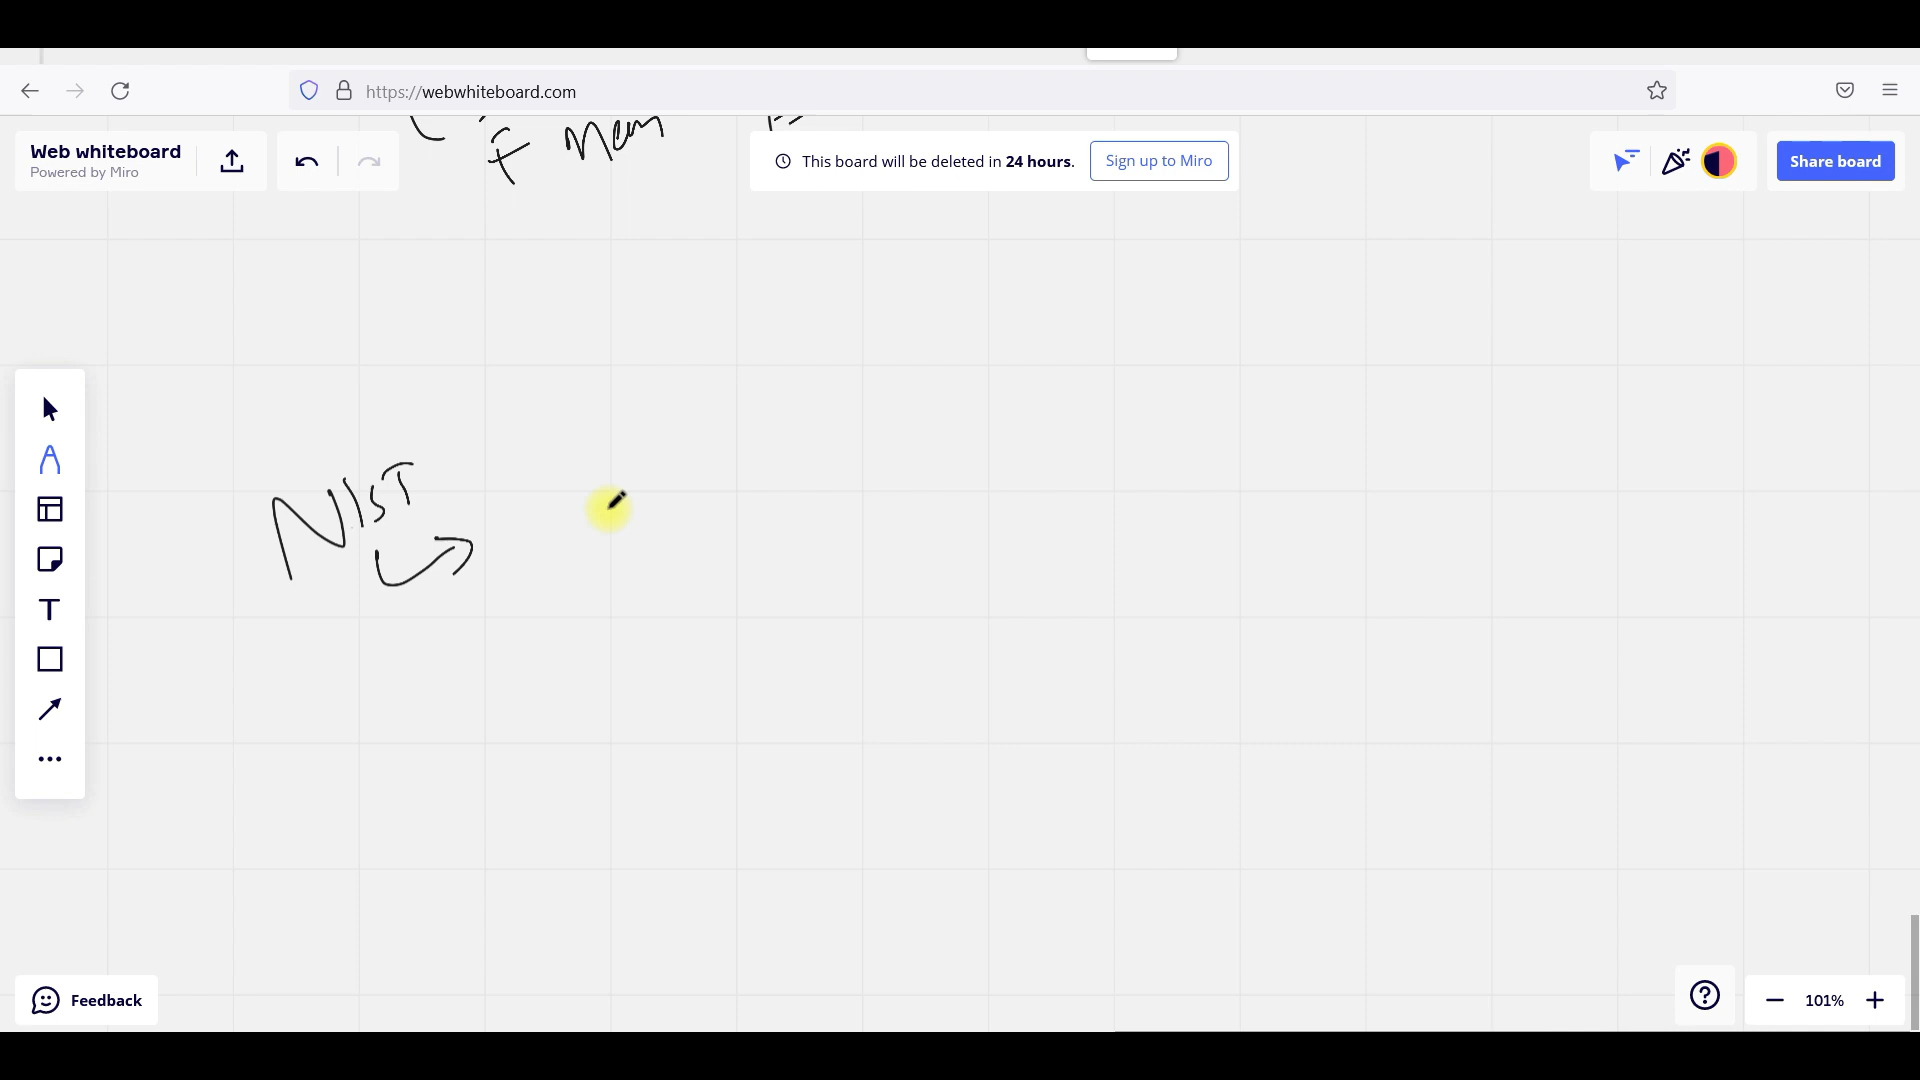 https://webwhiteboard.com
Web whiteboard
Powered by Miro
This board will be deleted in 24 hours.
Sign up to Miro
Share board
F Mem
NIST
T
Feedback
101%